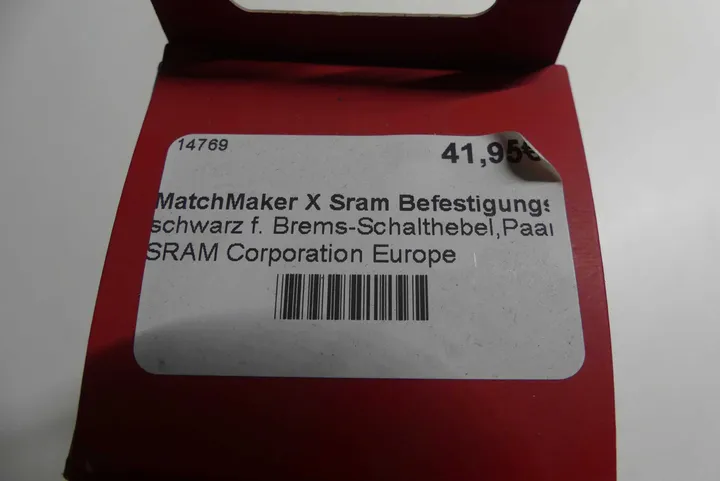 14769
41,95€
MatchMaker X Sram Befestigungs
schwarz f. Brems-Schalthebel,Paar
SRAM Corporation Europe